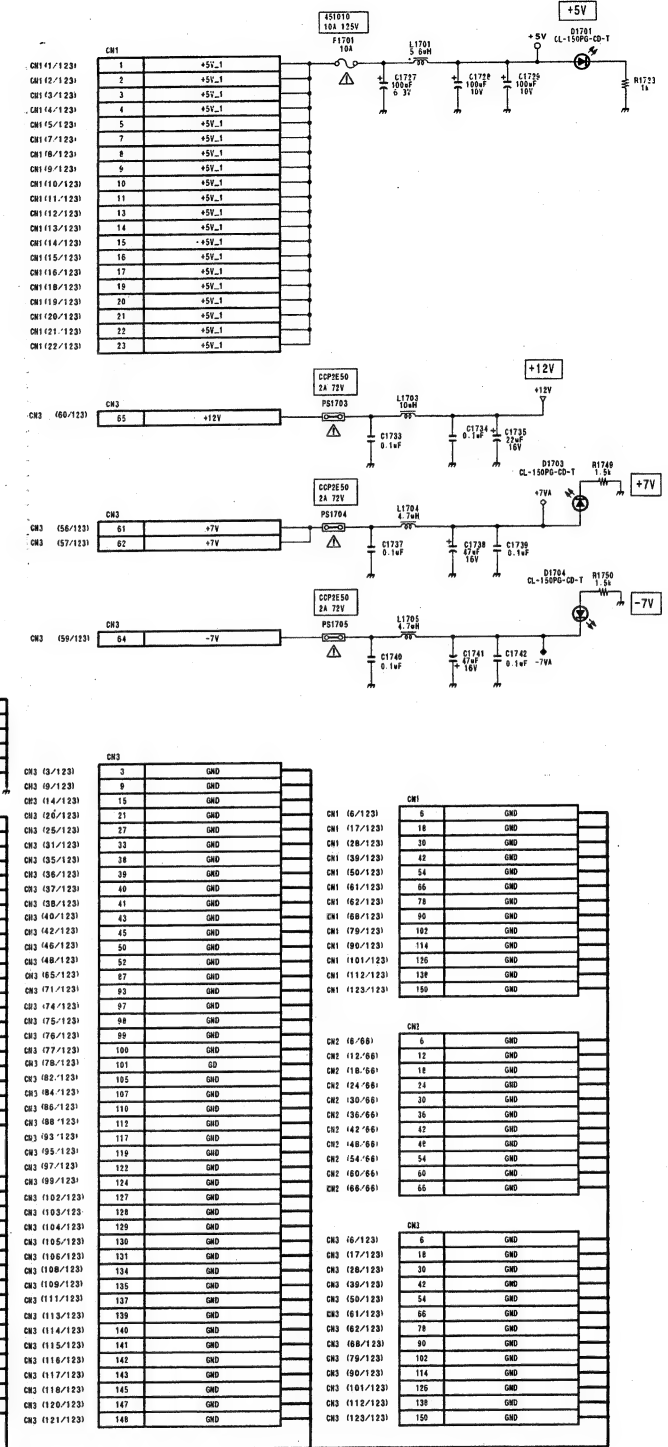 +5V
451010
10A 125V
F1701
10A
L1701
5.6uH
+5V
D1701
CL-150PG-CD-T
R1723
1k
C1727
100uF
6.3V
C1728
100uF
10V
C1729
100uF
10V
CN1
CN1(1/123) 1 +5V_1
CN1(2/123) 2 +5V_1
CN1(3/123) 3 +5V_1
CN1(4/123) 4 +5V_1
CN1(5/123) 5 +5V_1
CN1(7/123) 7 +5V_1
CN1(8/123) 8 +5V_1
CN1(9/123) 9 +5V_1
CN1(10/123) 10 +5V_1
CN1(11/123) 11 +5V_1
CN1(12/123) 13 +5V_1
CN1(13/123) 14 +5V_1
CN1(14/123) 15 +5V_1
CN1(15/123) 16 +5V_1
CN1(16/123) 17 +5V_1
CN1(18/123) 19 +5V_1
CN1(19/123) 20 +5V_1
CN1(20/123) 21 +5V_1
CN1(21/123) 22 +5V_1
CN1(22/123) 23 +5V_1
CCP2E50
2A 72V
PS1703
L1703
10uH
+12V
+12V
CN3
CN3 (60/123) 65 +12V
C1733
0.1uF
C1734
0.1uF
C1735
22uF
16V
CCP2E50
2A 72V
PS1704
L1704
4.7uH
+7VA
D1703
CL-150PG-CD-T
R1749
1.5k
+7V
CN3
CN3 (56/123) 61 +7V
CN3 (57/123) 62 +7V
C1737
0.1uF
C1738
47uF
16V
C1739
0.1uF
CCP2E50
2A 72V
PS1705
L1705
4.7uH
D1704
CL-150PG-CD-T
R1750
1.5k
-7V
CN3
CN3 (59/123) 64 -7V
C1740
0.1uF
C1741
47uF
16V
C1742
0.1uF
-7VA
CN3
CN3 (3/123) 3 GND
CN3 (9/123) 9 GND
CN3 (14/123) 15 GND
CN3 (20/123) 21 GND
CN3 (25/123) 27 GND
CN3 (31/123) 33 GND
CN3 (35/123) 38 GND
CN3 (36/123) 39 GND
CN3 (37/123) 40 GND
CN3 (38/123) 41 GND
CN3 (40/123) 43 GND
CN3 (42/123) 45 GND
CN3 (46/123) 50 GND
CN3 (48/123) 52 GND
CN3 (65/123) 87 GND
CN3 (71/123) 93 GND
CN3 (74/123) 97 GND
CN3 (75/123) 98 GND
CN3 (76/123) 99 GND
CN3 (77/123) 100 GND
CN3 (78/123) 101 GD
CN3 (82/123) 105 GND
CN3 (84/123) 107 GND
CN3 (86/123) 110 GND
CN3 (88/123) 112 GND
CN3 (93/123) 117 GND
CN3 (95/123) 119 GND
CN3 (97/123) 122 GND
CN3 (99/123) 124 GND
CN3 (102/123) 127 GND
CN3 (103/123 128 GND
CN3 (104/123) 129 GND
CN3 (105/123) 130 GND
CN3 (106/123) 131 GND
CN3 (108/123) 134 GND
CN3 (109/123) 135 GND
CN3 (111/123) 137 GND
CN3 (113/123) 139 GND
CN3 (114/123) 140 GND
CN3 (115/123) 141 GND
CN3 (116/123) 142 GND
CN3 (117/123) 143 GND
CN3 (118/123) 145 GND
CN3 (120/123) 147 GND
CN3 (121/123) 148 GND
CN1
CN1 (6/123) 6 GND
CN1 (17/123) 18 GND
CN1 (28/123) 30 GND
CN1 (39/123) 42 GND
CN1 (50/123) 54 GND
CN1 (61/123) 66 GND
CN1 (62/123) 78 GND
CN1 (68/123) 90 GND
CN1 (79/123) 102 GND
CN1 (90/123) 114 GND
CN1 (101/123) 126 GND
CN1 (112/123) 138 GND
CN1 (123/123) 150 GND
CN2
CN2 (6/66) 6 GND
CN2 (12/66) 12 GND
CN2 (18/66) 18 GND
CN2 (24/66) 24 GND
CN2 (30/66) 30 GND
CN2 (36/66) 36 GND
CN2 (42/66) 42 GND
CN2 (48/66) 48 GND
CN2 (54/66) 54 GND
CN2 (60/66) 60 GND
CN2 (66/66) 66 GND
CN3
CN3 (6/123) 6 GND
CN3 (17/123) 18 GND
CN3 (28/123) 30 GND
CN3 (39/123) 42 GND
CN3 (50/123) 54 GND
CN3 (61/123) 66 GND
CN3 (62/123) 78 GND
CN3 (68/123) 90 GND
CN3 (79/123) 102 GND
CN3 (90/123) 114 GND
CN3 (101/123) 126 GND
CN3 (112/123) 138 GND
CN3 (123/123) 150 GND